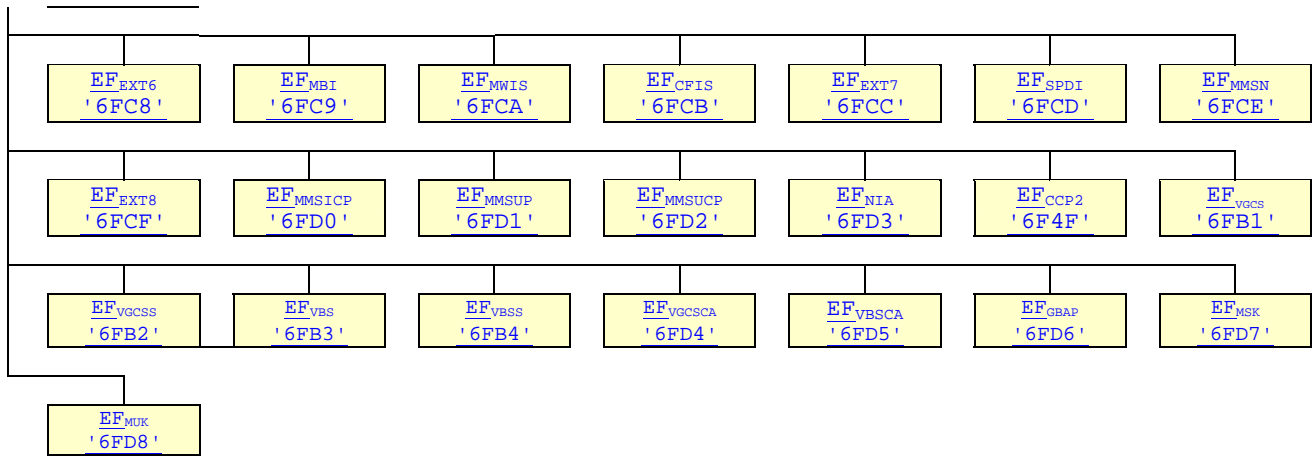 EFEXT6 EFMBI EFMWIS EFCFIS EFEXT7 EFSPDI EFMMSN
'6FC8' '6FC9' '6FCA' '6FCB' '6FCC' '6FCD' '6FCE'
EFEXT8 EFMMSICP EFMMSUP EFMMSUCP EFNIA EFCCP2 EFVGCS
'6FCF' '6FD0' '6FD1' '6FD2' '6FD3' '6F4F' '6FB1'
EFVGCSS EFVBS EFVBSS EFVGCSCA EFVBSCA EFGBAP EFMSK
'6FB2' '6FB3' '6FB4' '6FD4' '6FD5' '6FD6' '6FD7'
EFMUK
'6FD8'